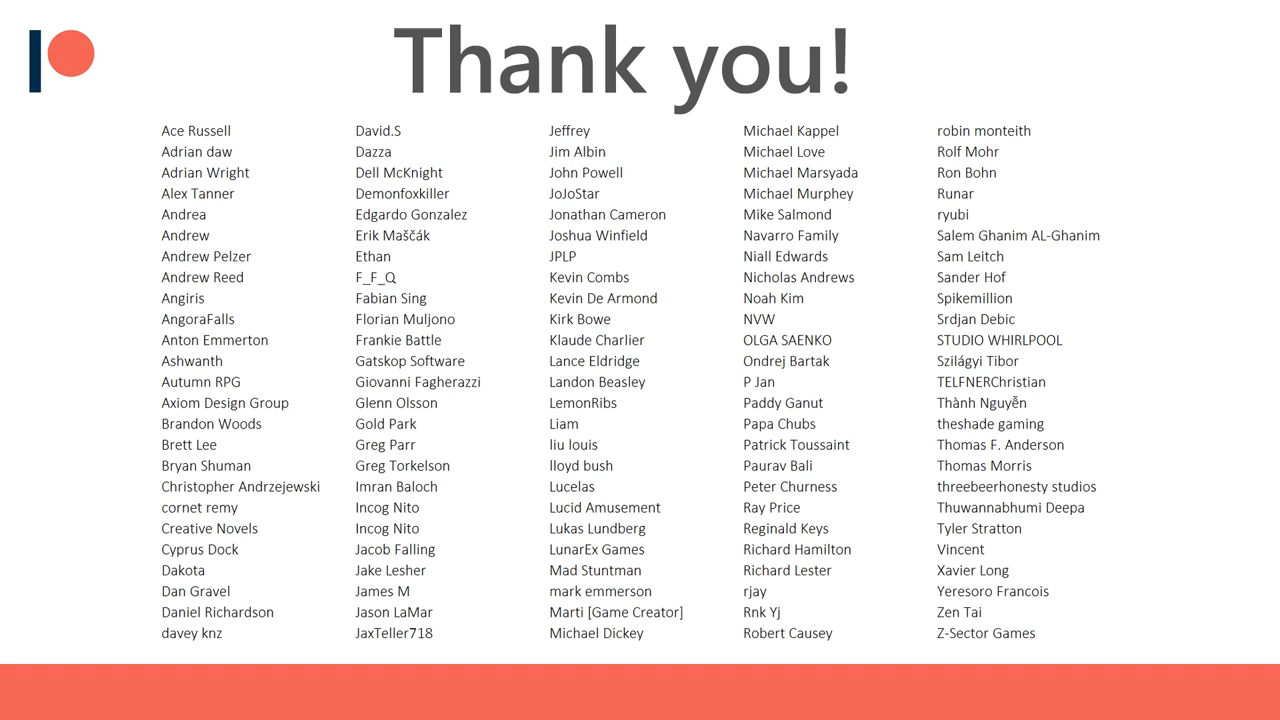 Thank you!
Ace Russell
Adrian daw
Adrian Wright
Alex Tanner
Andrea
Andrew
Andrew Pelzer
Andrew Reed
Angiris
AngoraFalls
Anton Emmerton
Ashwanth
Autumn RPG
Axiom Design Group
Brandon Woods
Brett Lee
Bryan Shuman
Christopher Andrzejewski
cornet remy
Creative Novels
Cyprus Dock
Dakota
Dan Gravel
Daniel Richardson
davey knz
David.S
Dazza
Dell McKnight
Demonfoxkiller
Edgardo Gonzalez
Erik Maščák
Ethan
F_F_Q
Fabian Sing
Florian Muljono
Frankie Battle
Gatskop Software
Giovanni Fagherazzi
Glenn Olsson
Gold Park
Greg Parr
Greg Torkelson
Imran Baloch
Incog Nito
Incog Nito
Jacob Falling
Jake Lesher
James M
Jason LaMar
JaxTeller718
Jeffrey
Jim Albin
John Powell
JoJoStar
Jonathan Cameron
Joshua Winfield
JPLP
Kevin Combs
Kevin De Armond
Kirk Bowe
Klaude Charlier
Lance Eldridge
Landon Beasley
LemonRibs
Liam
liu louis
lloyd bush
Lucelas
Lucid Amusement
Lukas Lundberg
LunarEx Games
Mad Stuntman
mark emmerson
Marti [Game Creator]
Michael Dickey
Michael Kappel
Michael Love
Michael Marsyada
Michael Murphey
Mike Salmond
Navarro Family
Niall Edwards
Nicholas Andrews
Noah Kim
NVW
OLGA SAENKO
Ondrej Bartak
P Jan
Paddy Ganut
Papa Chubs
Patrick Toussaint
Paurav Bali
Peter Churness
Ray Price
Reginald Keys
Richard Hamilton
Richard Lester
rjay
Rnk Yj
Robert Causey
robin monteith
Rolf Mohr
Ron Bohn
Runar
ryubi
Salem Ghanim AL-Ghanim
Sam Leitch
Sander Hof
Spikemillion
Srdjan Debic
STUDIO WHIRLPOOL
Szilágyi Tibor
TELFNERChristian
Thành Nguyễn
theshade gaming
Thomas F. Anderson
Thomas Morris
threebeerhonesty studios
Thuwannabhumi Deepa
Tyler Stratton
Vincent
Xavier Long
Yeresoro Francois
Zen Tai
Z-Sector Games